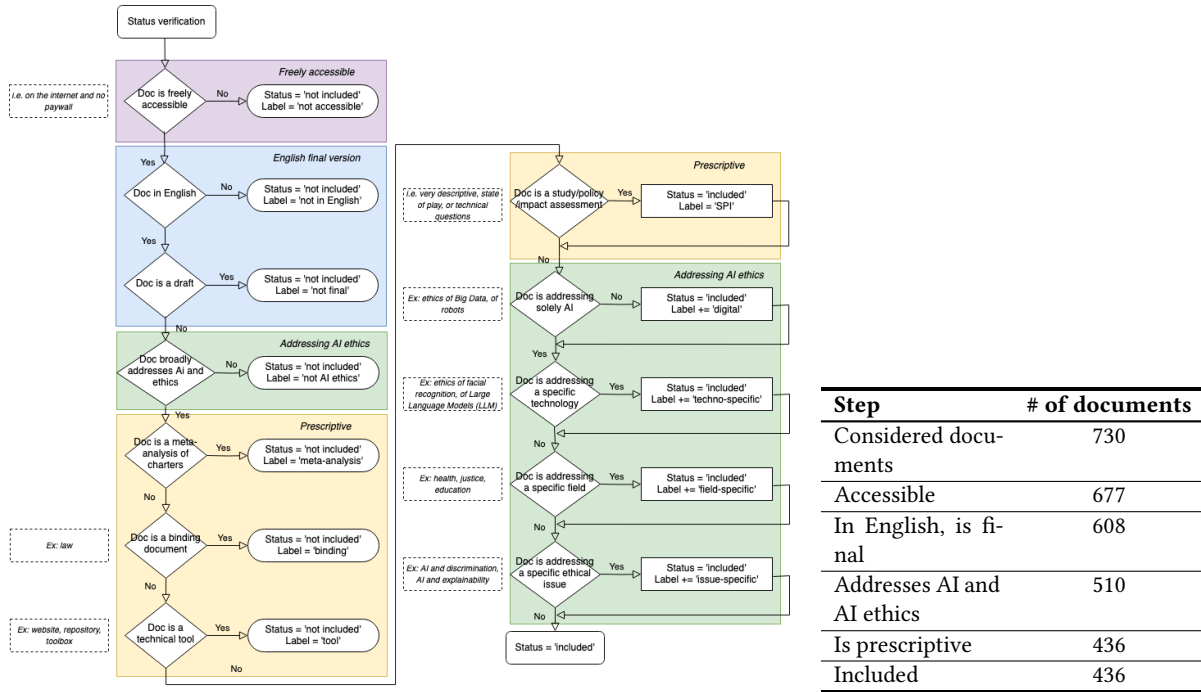 Status verification
Freely accessible
i.e. on the internet and no
paywall
Doc is freely
accessible
No
Status = 'not included'
Label = 'not accessible'
Yes
English final version
Doc in English
No
Status = 'not included'
Label = 'not in English'
Yes
Doc is a draft
Yes
Status = 'not included'
Label = 'not final'
No
Addressing AI ethics
Doc broadly
addresses Ai and
ethics
No
Status = 'not included'
Label = 'not AI ethics'
Yes
Prescriptive
Doc is a meta-
analysis of
charters
Yes
Status = 'not included'
Label = 'meta-analysis'
No
Ex: law
Doc is a binding
document
Yes
Status = 'not included'
Label = 'binding'
No
Ex: website, repository,
toolbox
Doc is a
technical tool
Yes
Status = 'not included'
Label = 'tool'
No
Prescriptive
i.e. very descriptive, state
of play, or technical
questions
Doc is a study/policy
/impact assessment
Yes
Status = 'included'
Label = 'SPI'
No
Addressing AI ethics
Ex: ethics of Big Data, of
robots
Doc is addressing
solely AI
No
Status = 'included'
Label += 'digital'
Yes
Ex: ethics of facial
recognition, of Large
Language Models (LLM)
Doc is addressing
a specific
technology
Yes
Status = 'included'
Label += 'techno-specific'
No
Ex: health, justice,
education
Doc is addressing
a specific field
Yes
Status = 'included'
Label += 'field-specific'
No
Ex: AI and discrimination,
AI and explainability
Doc is addressing
a specific ethical
issue
Yes
Status = 'included'
Label += 'issue-specific'
No
Status = 'included'
Step # of documents
Considered docu-
ments 730
Accessible 677
In English, is fi-
nal 608
Addresses AI and
AI ethics 510
Is prescriptive 436
Included 436